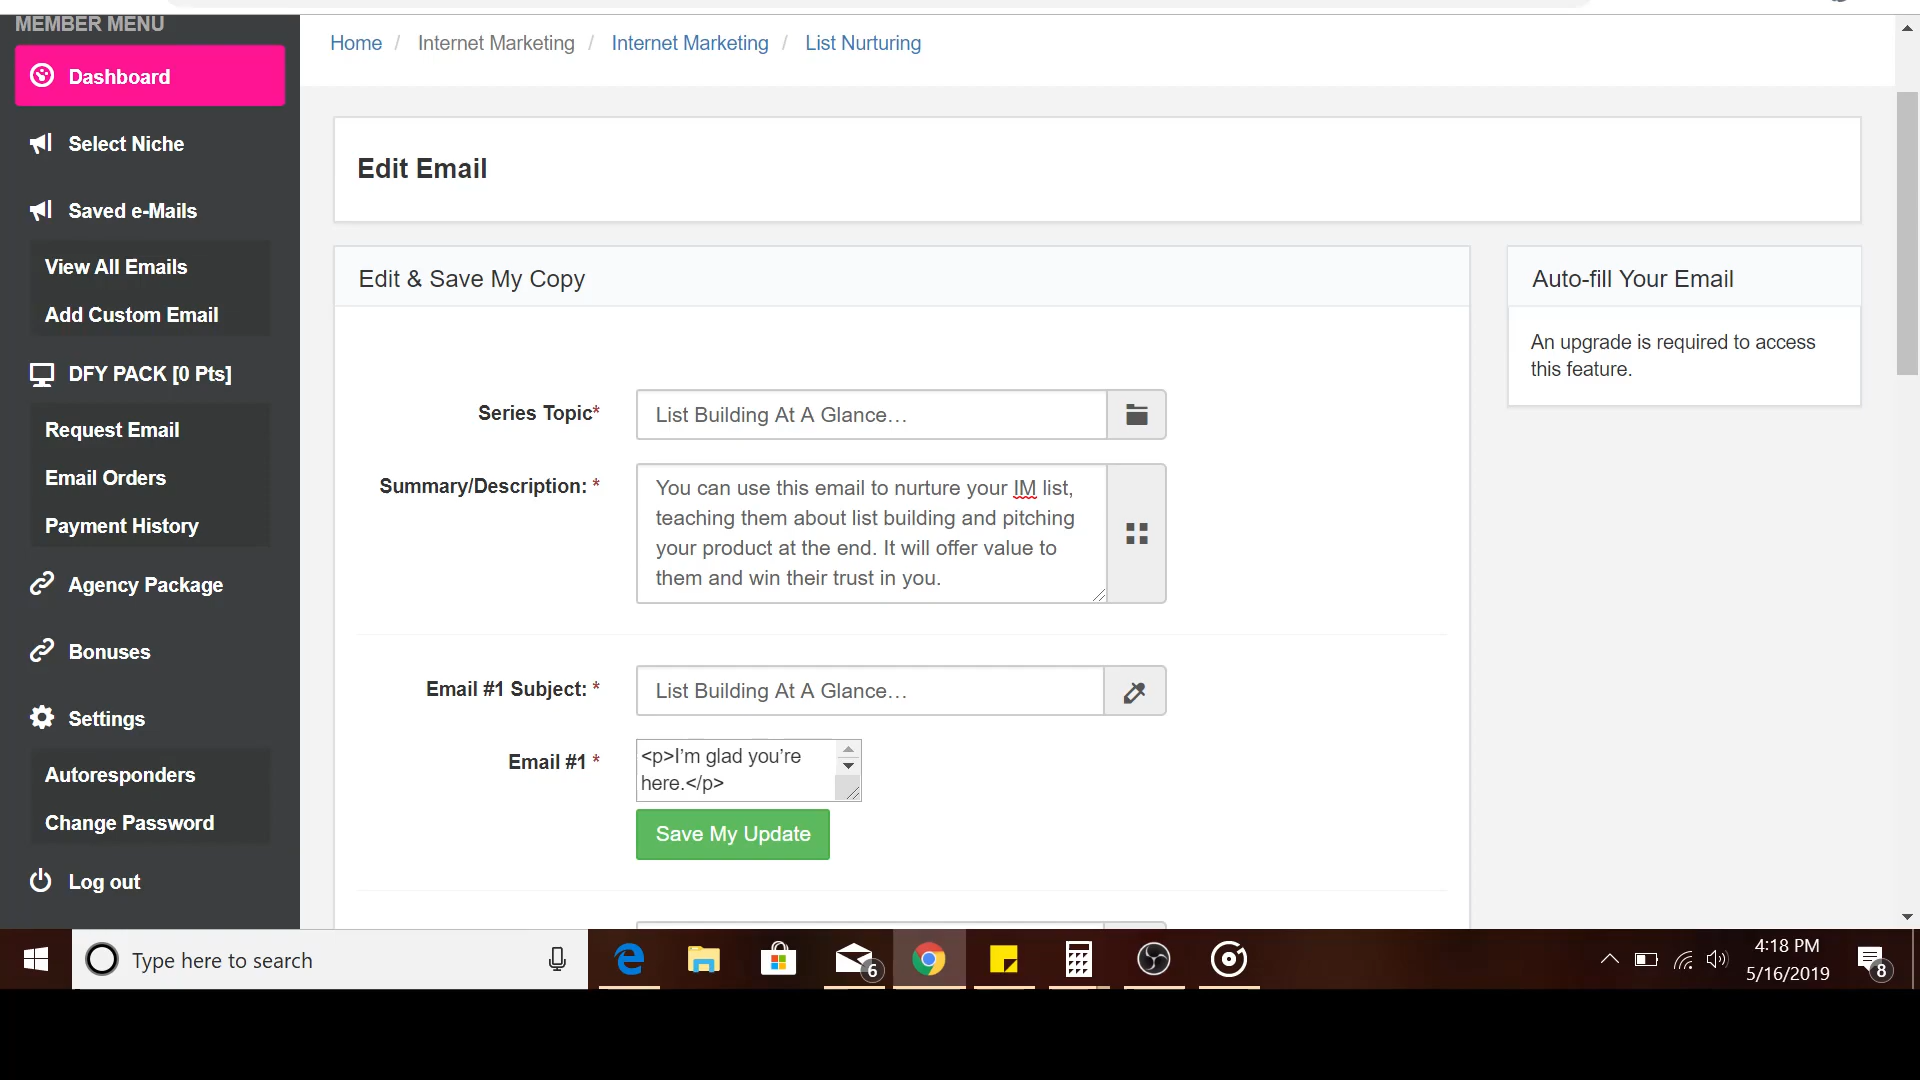 MEMBER MENU
Dashboard
Select Niche
Saved e-Mails
View All Emails
Add Custom Email
DFY PACK [0 Pts]
Request Email
Email Orders
Payment History
Agency Package
Bonuses
Settings
Autoresponders
Change Password
Log out
Home / Internet Marketing / Internet Marketing / List Nurturing
Edit Email
Edit & Save My Copy
Series Topic*
List Building At A Glance…
Summary/Description: *
You can use this email to nurture your IM list,
teaching them about list building and pitching
your product at the end. It will offer value to
them and win their trust in you.
Email #1 Subject: *
List Building At A Glance…
Email #1 *
<p>I’m glad you’re
here.</p>
Save My Update
Auto-fill Your Email
An upgrade is required to access
this feature.
Type here to search
6
4:18 PM
5/16/2019
8